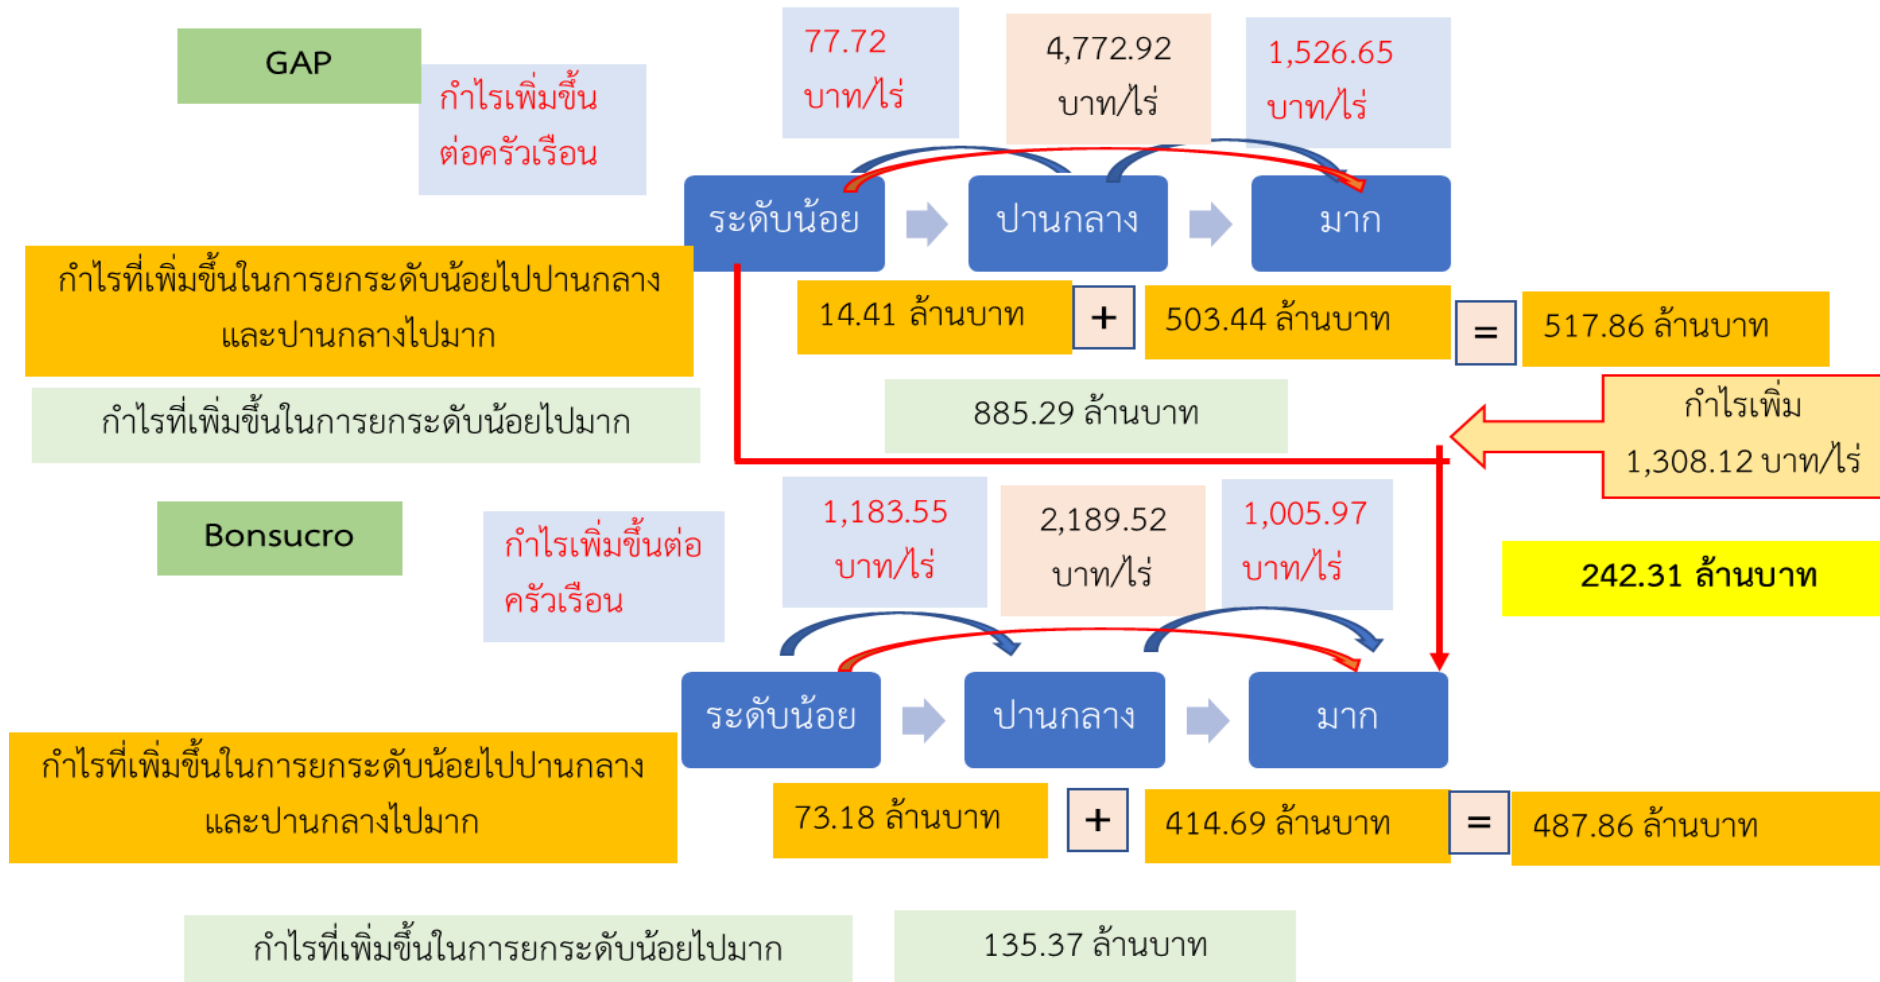 GAP
กำไรเพิ่มขึ้น
ต่อครัวเรือน
77.72
บาท/ไร่
4,772.92
บาท/ไร่
1,526.65
บาท/ไร่
ระดับน้อย
ปานกลาง
มาก
กำไรที่เพิ่มขึ้นในการยกระดับน้อยไปปานกลาง
และปานกลางไปมาก
14.41 ล้านบาท
+
503.44 ล้านบาท
=
517.86 ล้านบาท
กำไรที่เพิ่มขึ้นในการยกระดับน้อยไปมาก
885.29 ล้านบาท
กำไรเพิ่ม
1,308.12 บาท/ไร่
Bonsucro
กำไรเพิ่มขึ้นต่อ
ครัวเรือน
1,183.55
บาท/ไร่
2,189.52
บาท/ไร่
1,005.97
บาท/ไร่
242.31 ล้านบาท
ระดับน้อย
ปานกลาง
มาก
กำไรที่เพิ่มขึ้นในการยกระดับน้อยไปปานกลาง
และปานกลางไปมาก
73.18 ล้านบาท
+
414.69 ล้านบาท
=
487.86 ล้านบาท
กำไรที่เพิ่มขึ้นในการยกระดับน้อยไปมาก
135.37 ล้านบาท